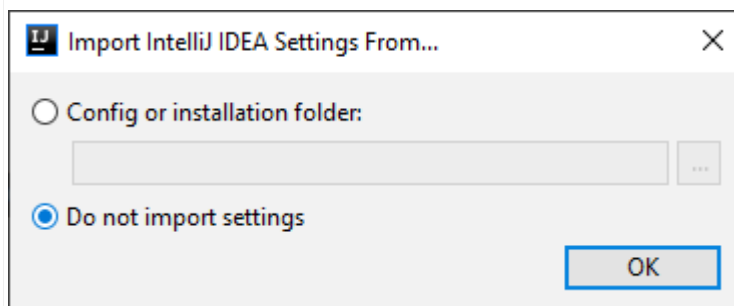 IJ
Import IntelliJ IDEA Settings From...
Config or installation folder:
...
Do not import settings
OK